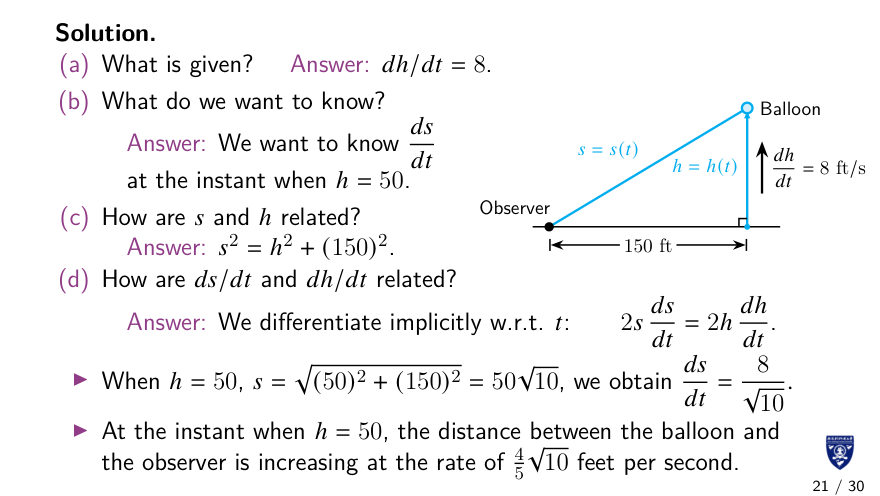 Solution.
(a) What is given? Answer: dh/dt = 8.
(b) What do we want to know?
Answer: We want to know ds/dt
at the instant when h = 50.
(c) How are s and h related?
Answer: s² = h² + (150)².
(d) How are ds/dt and dh/dt related?
Answer: We differentiate implicitly w.r.t. t: 2s ds/dt = 2h dh/dt.
▶ When h = 50, s = √((50)² + (150)²) = 50√10, we obtain ds/dt = 8/√10.
▶ At the instant when h = 50, the distance between the balloon and
the observer is increasing at the rate of 4/5 √10 feet per second.
Balloon
s = s(t)
h = h(t)
dh/dt = 8 ft/s
Observer
150 ft
21 / 30